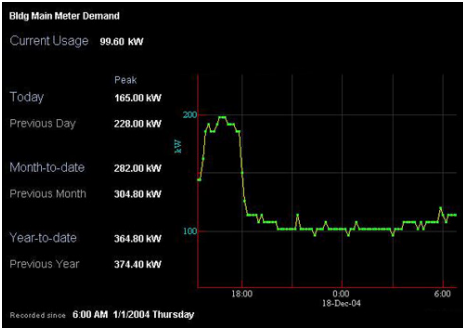 Bldg Main Meter Demand
Current Usage 99.60 kW
Peak
Today 165.00 kW
Previous Day 228.00 kW
Month-to-date 282.00 kW
Previous Month 304.80 kW
Year-to-date 364.80 kW
Previous Year 374.40 kW
200
kW
100
18:00 0:00 6:00
18-Dec-04
Recorded since 6:00 AM 1/1/2004 Thursday